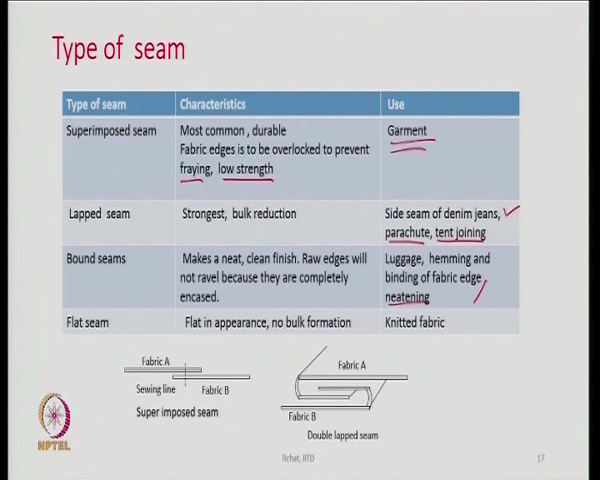 Type of seam
Type of seam Characteristics Use
Superimposed seam Most common , durable Garment
Fabric edges is to be overlocked to prevent
fraying, low strength
Lapped seam Strongest, bulk reduction Side seam of denim jeans,
parachute, tent joining
Bound seams Makes a neat, clean finish. Raw edges will Luggage, hemming and
not ravel because they are completely binding of fabric edge
encased. neatening
Flat seam Flat in appearance, no bulk formation Knitted fabric
Fabric A
Sewing line Fabric B
Super imposed seam
Fabric A
Fabric B
Double lapped seam
NPTEL
Rchat, IITD
17